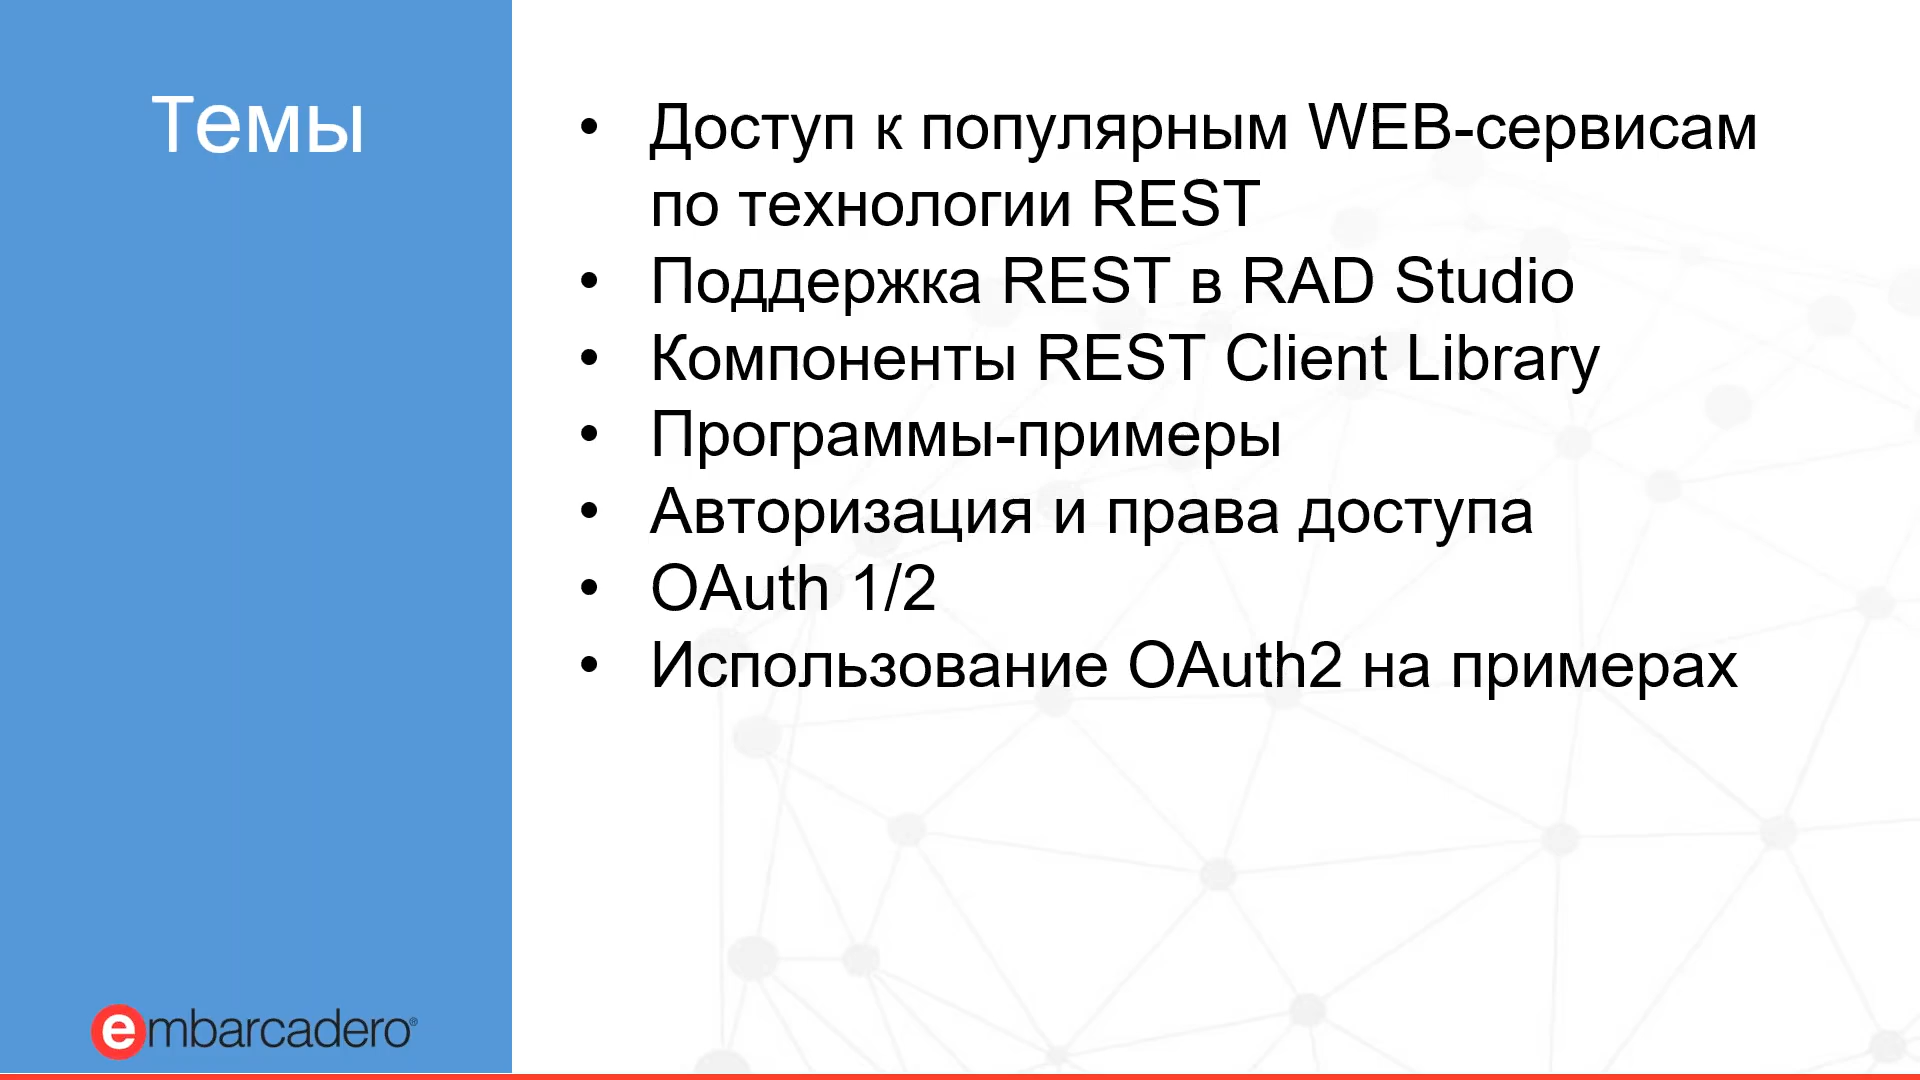 Темы
• Доступ к популярным WEB-сервисам
по технологии REST
• Поддержка REST в RAD Studio
• Компоненты REST Client Library
• Программы-примеры
• Авторизация и права доступа
• OAuth 1/2
• Использование OAuth2 на примерах
embarcadero®